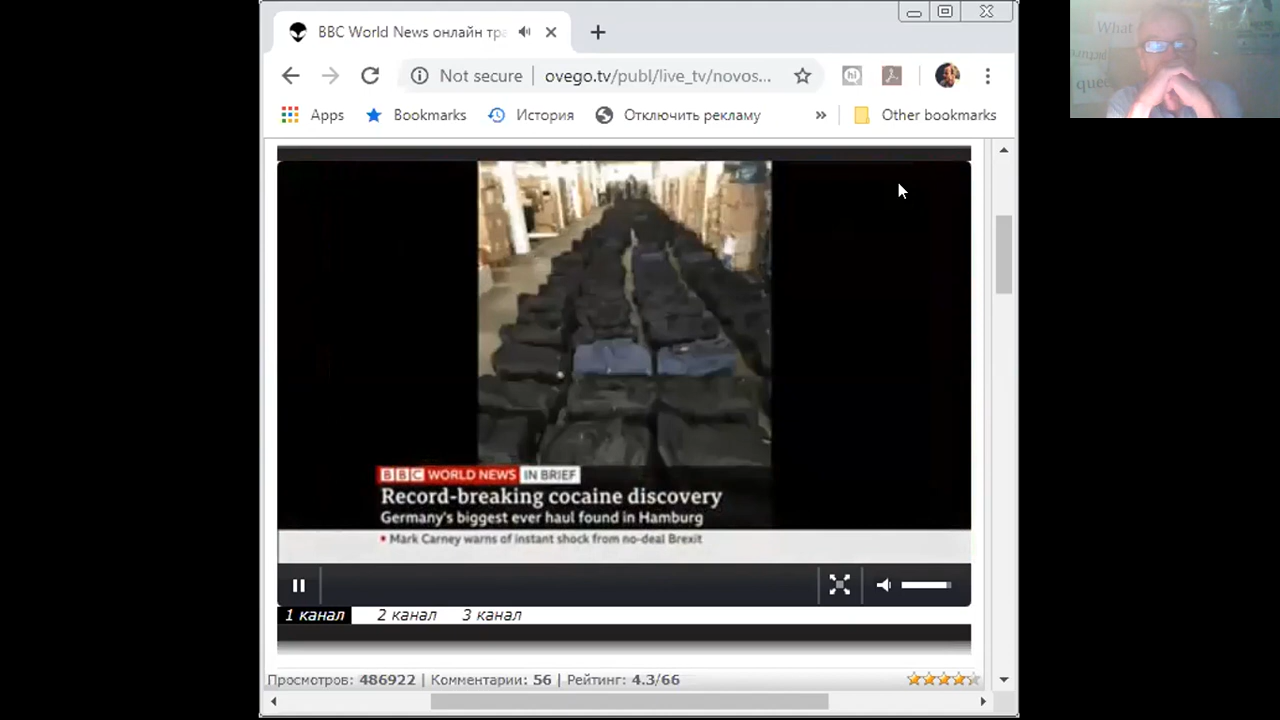 BBC World News онлайн тра
Not secure | ovego.tv/publ/live_tv/novos...
Apps Bookmarks История Отключить рекламу » Other bookmarks
BBC WORLD NEWS IN BRIEF
Record-breaking cocaine discovery
Germany's biggest ever haul found in Hamburg
• Mark Carney warns of instant shock from no-deal Brexit
1 канал 2 канал 3 канал
Просмотров: 486922 | Комментарии: 56 | Рейтинг: 4.3/66
What